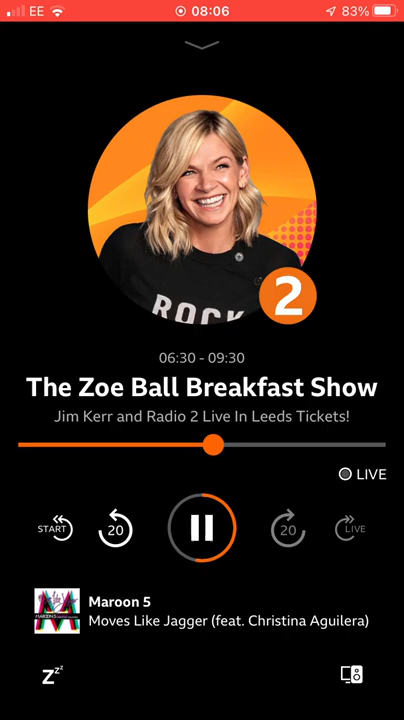 EE 08:06 83%
ROCK
2
06:30 - 09:30
The Zoe Ball Breakfast Show
Jim Kerr and Radio 2 Live In Leeds Tickets!
LIVE
START 20 20 LIVE
Maroon 5
Moves Like Jagger (feat. Christina Aguilera)
Zzz